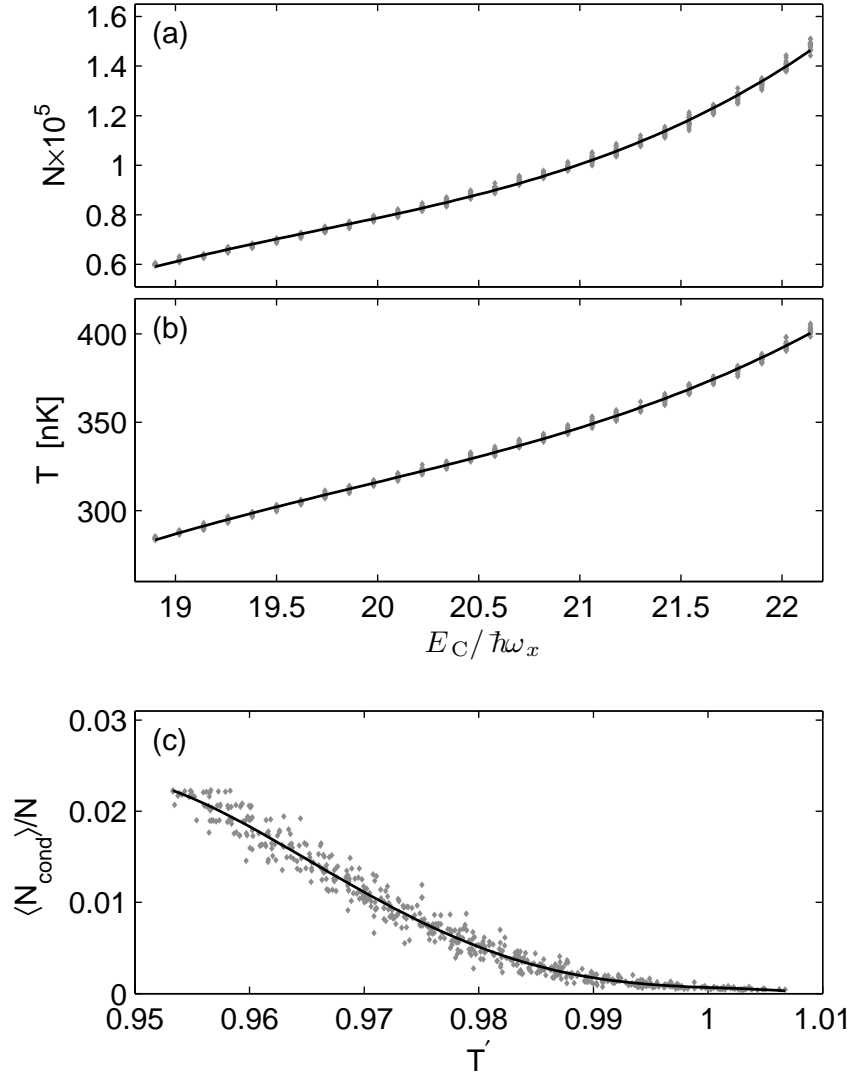 (a)
1.6
1.4
1.2
1
0.8
0.6
N×10⁵
(b)
400
350
300
T [nK]
19 19.5 20 20.5 21 21.5 22
E_C/ℏω_x
(c)
0.03
0.02
0.01
0
⟨N_cond⟩/N
0.95 0.96 0.97 0.98 0.99 1 1.01
T′